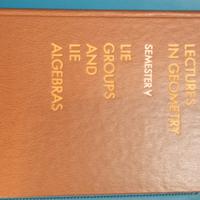 LECTURES
IN GEOMETRY
SEMESTER V
LIE
GROUPS
AND
LIE
ALGEBRAS